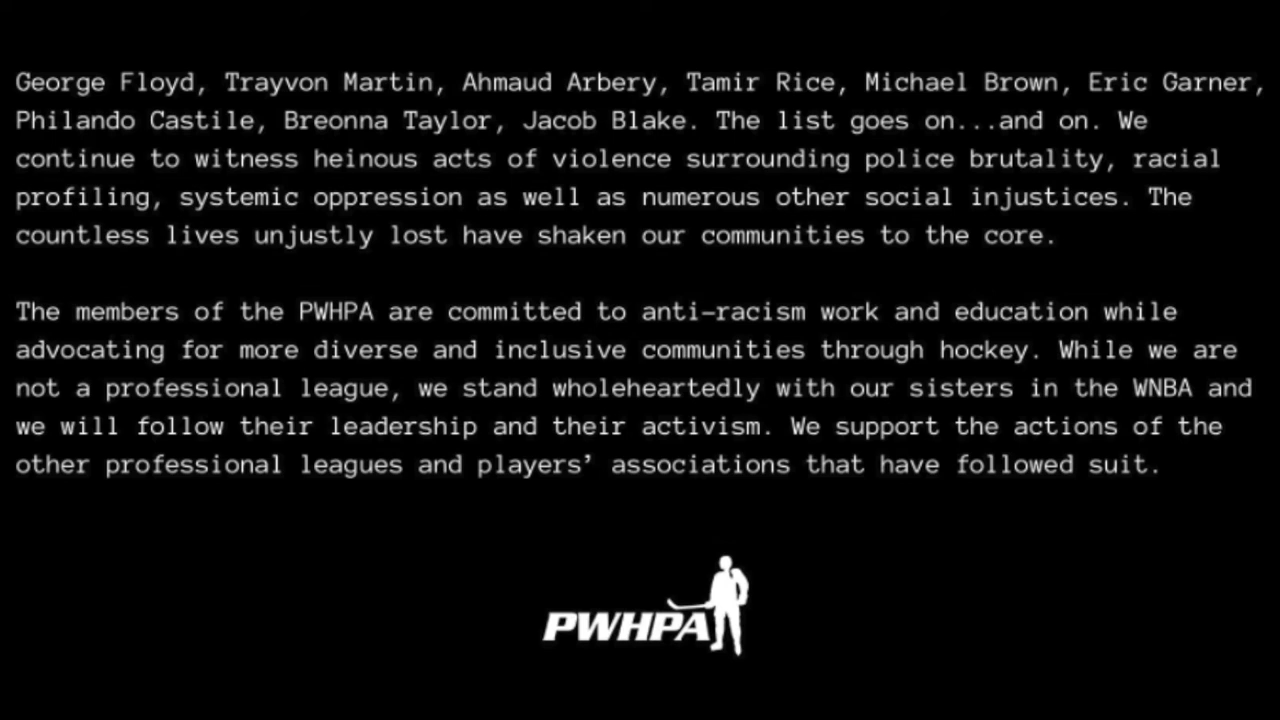 George Floyd, Trayvon Martin, Ahmaud Arbery, Tamir Rice, Michael Brown, Eric Garner,
Philando Castile, Breonna Taylor, Jacob Blake. The list goes on...and on. We
continue to witness heinous acts of violence surrounding police brutality, racial
profiling, systemic oppression as well as numerous other social injustices. The
countless lives unjustly lost have shaken our communities to the core.
The members of the PWHPA are committed to anti-racism work and education while
advocating for more diverse and inclusive communities through hockey. While we are
not a professional league, we stand wholeheartedly with our sisters in the WNBA and
we will follow their leadership and their activism. We support the actions of the
other professional leagues and players’ associations that have followed suit.
PWHPA